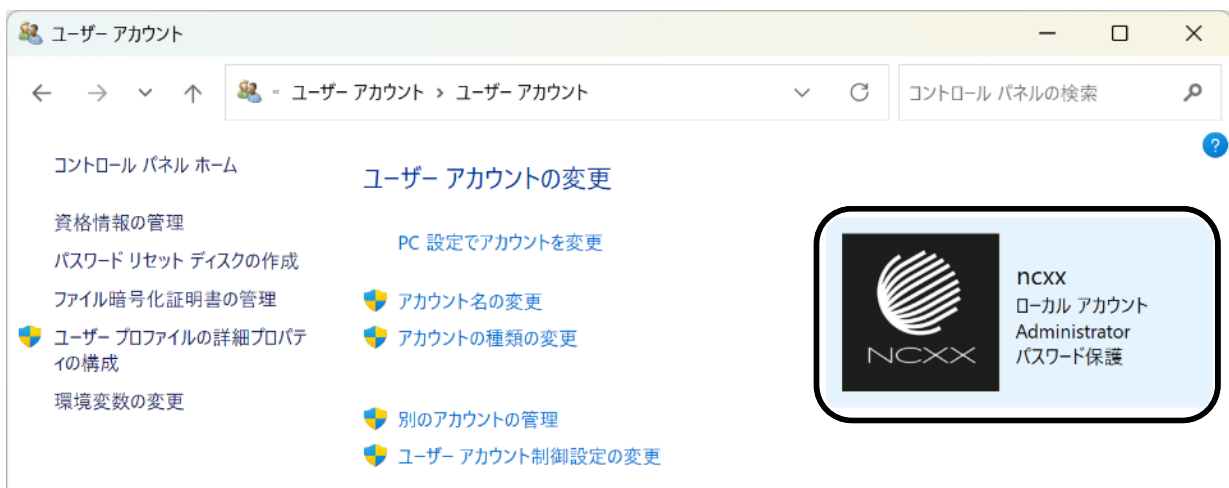 ユーザー アカウント
« ユーザー アカウント › ユーザー アカウント
コントロール パネルの検索
?
コントロール パネル ホーム
資格情報の管理
パスワード リセット ディスクの作成
ファイル暗号化証明書の管理
ユーザー プロファイルの詳細プロパテ
ィの構成
環境変数の変更
ユーザー アカウントの変更
PC 設定でアカウントを変更
アカウント名の変更
アカウントの種類の変更
別のアカウントの管理
ユーザー アカウント制御設定の変更
NCXX
ncxx
ローカル アカウント
Administrator
パスワード保護